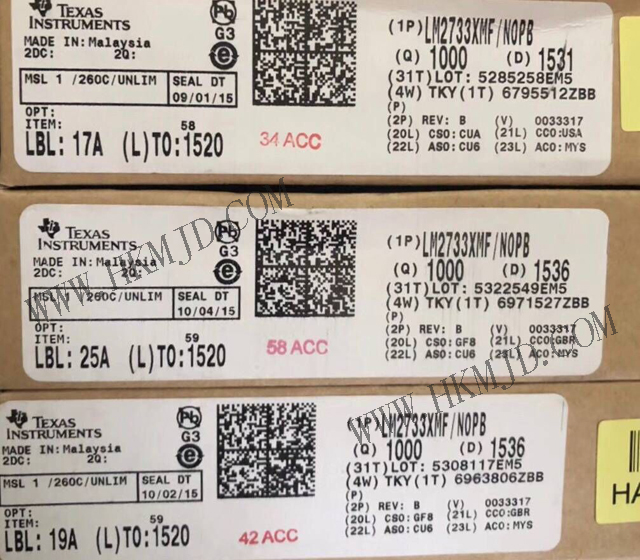 TEXAS
INSTRUMENTS
Pb
G3
e
MADE IN: Malaysia
2DC: 2Q:
MSL 1 /260C/UNLIM
SEAL DT
09/01/15
OPT:
ITEM: 58
LBL: 17A (L)TO:1520
34 ACC
(1P) LM2733XMF/NOPB
(Q) 1000 (D) 1531
(31T) LOT: 5285258EM5
(4W) TKY(1T) 6795512ZBB
(P)
(2P) REV: B (V) 0033317
(20L) CSO:CUA (21L) CCO:USA
(22L) ASO:CU6 (23L) ACO:MYS
TEXAS
INSTRUMENTS
Pb
G3
e
MADE IN: Malaysia
2DC: 2Q:
MSL 1 /260C/UNLIM
SEAL DT
10/04/15
OPT:
ITEM: 59
LBL: 25A (L)TO:1520
58 ACC
(1P) LM2733XMF/NOPB
(Q) 1000 (D) 1536
(31T) LOT: 5322549EM5
(4W) TKY(1T) 6971527ZBB
(P)
(2P) REV: B (V) 0033317
(20L) CSO:GF8 (21L) CCO:GBR
(22L) ASO:CU6 (23L) ACO:MYS
WWW.HKMJD.COM
TEXAS
INSTRUMENTS
Pb
G3
e
MADE IN: Malaysia
2DC: 2Q:
MSL 1 /260C/UNLIM
SEAL DT
10/02/15
OPT:
ITEM: 59
LBL: 19A (L)TO:1520
42 ACC
(1P) LM2733XMF/NOPB
(Q) 1000 (D) 1536
(31T) LOT: 5308117EM5
(4W) TKY(1T) 6963806ZBB
(P)
(2P) REV: B (V) 0033317
(20L) CSO:GF8 (21L) CCO:GBR
(22L) ASO:CU6 (23L) ACO:MYS
WWW.HKMJD.COM